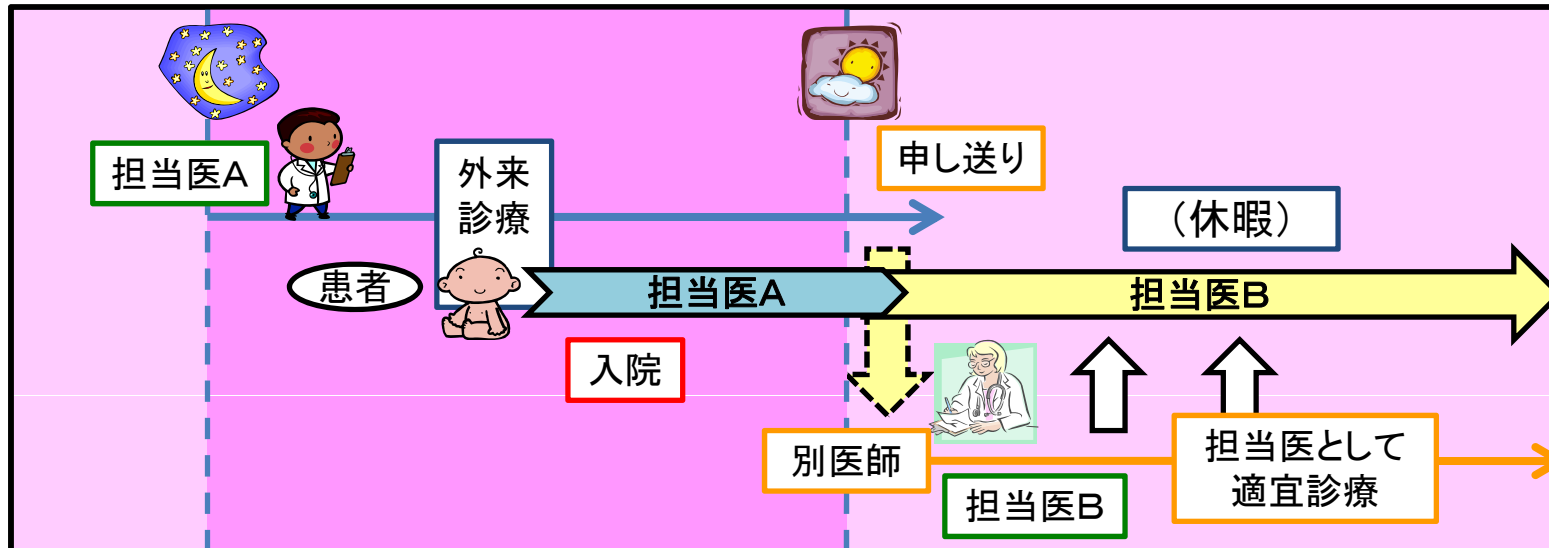 担当医A
外来
診療
申し送り
（休暇）
患者
担当医A
担当医B
入院
別医師
担当医B
担当医として
適宜診療